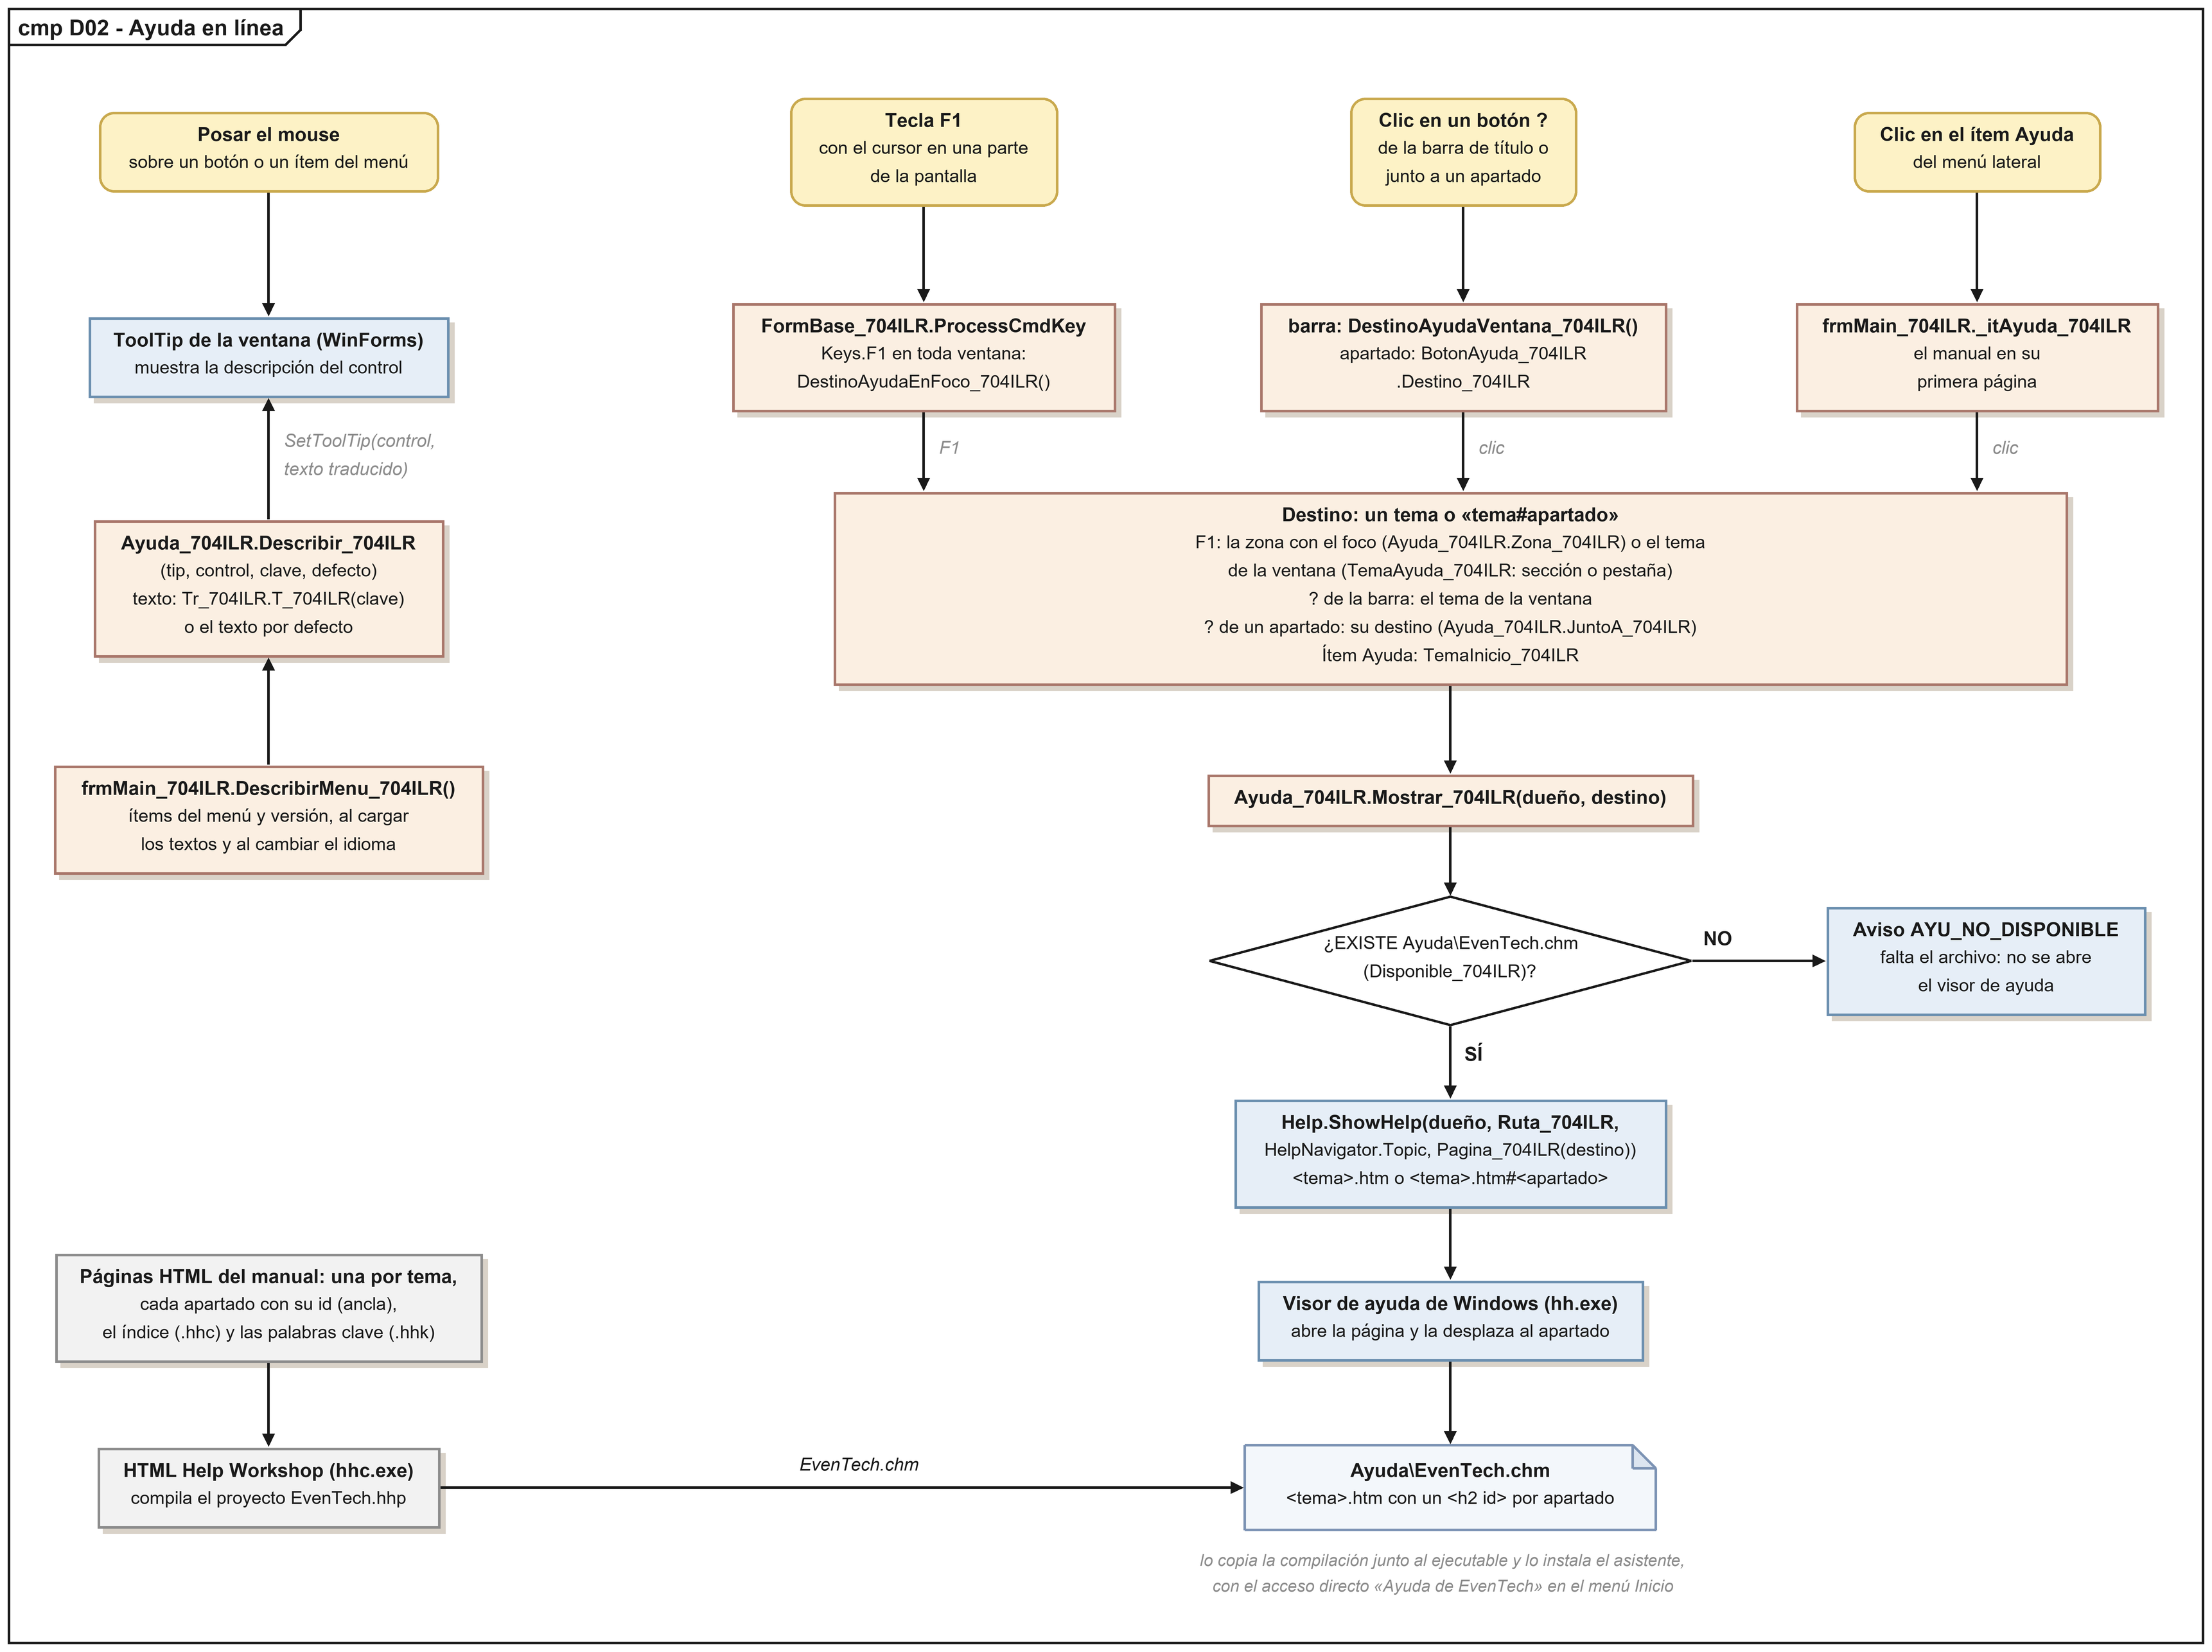 cmp D02 - Ayuda en línea
Posar el mouse
sobre un botón o un ítem del menú
Tecla F1
con el cursor en una parte
de la pantalla
Clic en un botón ?
de la barra de título o
junto a un apartado
Clic en el ítem Ayuda
del menú lateral
ToolTip de la ventana (WinForms)
muestra la descripción del control
FormBase_704ILR.ProcessCmdKey
Keys.F1 en toda ventana:
DestinoAyudaEnFoco_704ILR()
barra: DestinoAyudaVentana_704ILR()
apartado: BotonAyuda_704ILR
.Destino_704ILR
frmMain_704ILR._itAyuda_704ILR
el manual en su
primera página
SetToolTip(control,
texto traducido)
F1
clic
clic
Ayuda_704ILR.Describir_704ILR
(tip, control, clave, defecto)
texto: Tr_704ILR.T_704ILR(clave)
o el texto por defecto
Destino: un tema o «tema#apartado»
F1: la zona con el foco (Ayuda_704ILR.Zona_704ILR) o el tema
de la ventana (TemaAyuda_704ILR: sección o pestaña)
? de la barra: el tema de la ventana
? de un apartado: su destino (Ayuda_704ILR.JuntoA_704ILR)
Ítem Ayuda: TemaInicio_704ILR
frmMain_704ILR.DescribirMenu_704ILR()
ítems del menú y versión, al cargar
los textos y al cambiar el idioma
Ayuda_704ILR.Mostrar_704ILR(dueño, destino)
¿EXISTE Ayuda\EvenTech.chm
(Disponible_704ILR)?
NO
Aviso AYU_NO_DISPONIBLE
falta el archivo: no se abre
el visor de ayuda
SÍ
Help.ShowHelp(dueño, Ruta_704ILR,
HelpNavigator.Topic, Pagina_704ILR(destino))
<tema>.htm o <tema>.htm#<apartado>
Páginas HTML del manual: una por tema,
cada apartado con su id (ancla),
el índice (.hhc) y las palabras clave (.hhk)
Visor de ayuda de Windows (hh.exe)
abre la página y la desplaza al apartado
HTML Help Workshop (hhc.exe)
compila el proyecto EvenTech.hhp
EvenTech.chm
Ayuda\EvenTech.chm
<tema>.htm con un <h2 id> por apartado
lo copia la compilación junto al ejecutable y lo instala el asistente,
con el acceso directo «Ayuda de EvenTech» en el menú Inicio